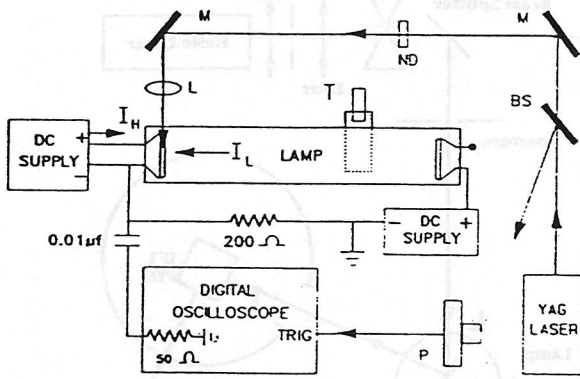 M
M
ND
L
T
BS
I_H
DC
SUPPLY
+
−
I_L
LAMP
0.01µf
200 Ω
−
DC
+
SUPPLY
DIGITAL
OSCILLOSCOPE
TRIG
50 Ω
P
YAG
LASER